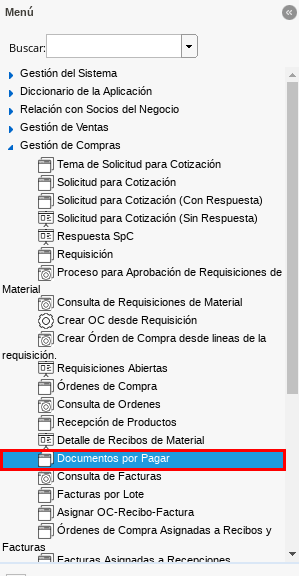 Menú
Buscar:
Gestión del Sistema
Diccionario de la Aplicación
Relación con Socios del Negocio
Gestión de Ventas
Gestión de Compras
Tema de Solicitud para Cotización
Solicitud para Cotización
Solicitud para Cotización (Con Respuesta)
Solicitud para Cotización (Sin Respuesta)
Respuesta SpC
Requisición
Proceso para Aprobación de Requisiciones de
Material
Consulta de Requisiciones de Material
Crear OC desde Requisición
Crear Órden de Compra desde lineas de la
requisición.
Requisiciones Abiertas
Órdenes de Compra
Consulta de Ordenes
Recepción de Productos
Detalle de Recibos de Material
Documentos por Pagar
Consulta de Facturas
Facturas por Lote
Asignar OC-Recibo-Factura
Órdenes de Compra Asignadas a Recibos y
Facturas
Facturas Asignadas a Recepciones